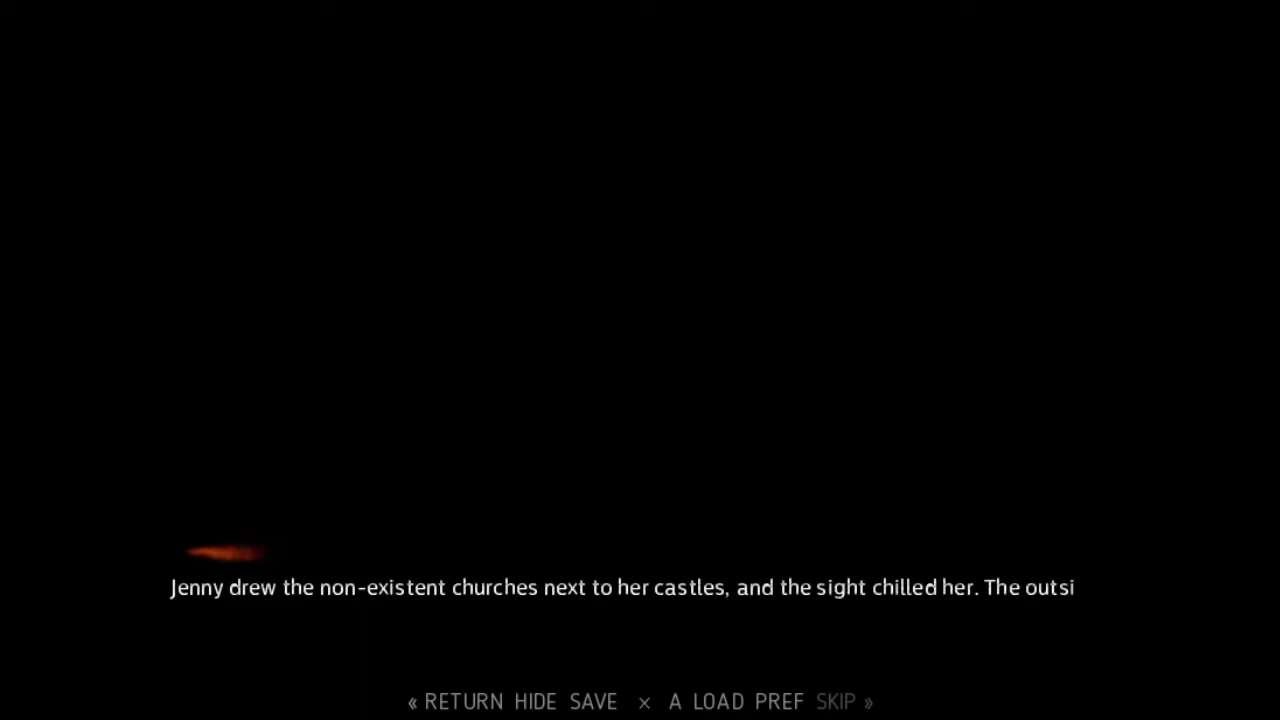 Jenny drew the non-existent churches next to her castles, and the sight chilled her. The outsi
« RETURN HIDE SAVE × A LOAD PREF SKIP »